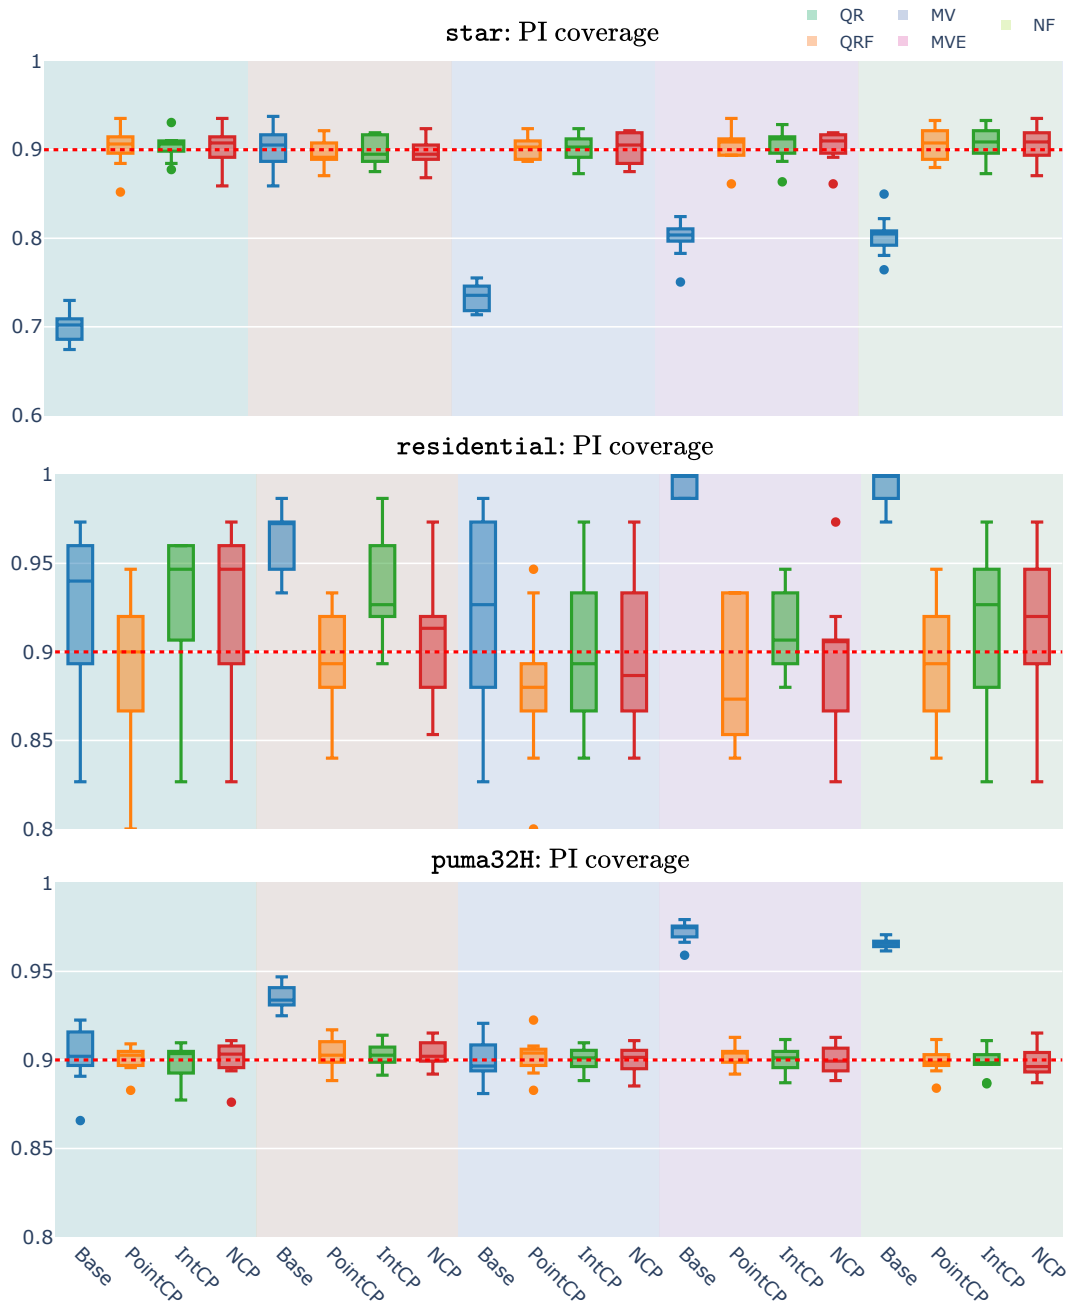 star: PI coverage
QR MV NF
QRF MVE
1
0.9
0.8
0.7
0.6
residential: PI coverage
1
0.95
0.9
0.85
0.8
puma32H: PI coverage
1
0.95
0.9
0.85
0.8
Base PointCP IntCP NCP Base PointCP IntCP NCP Base PointCP IntCP NCP Base PointCP IntCP NCP Base PointCP IntCP NCP